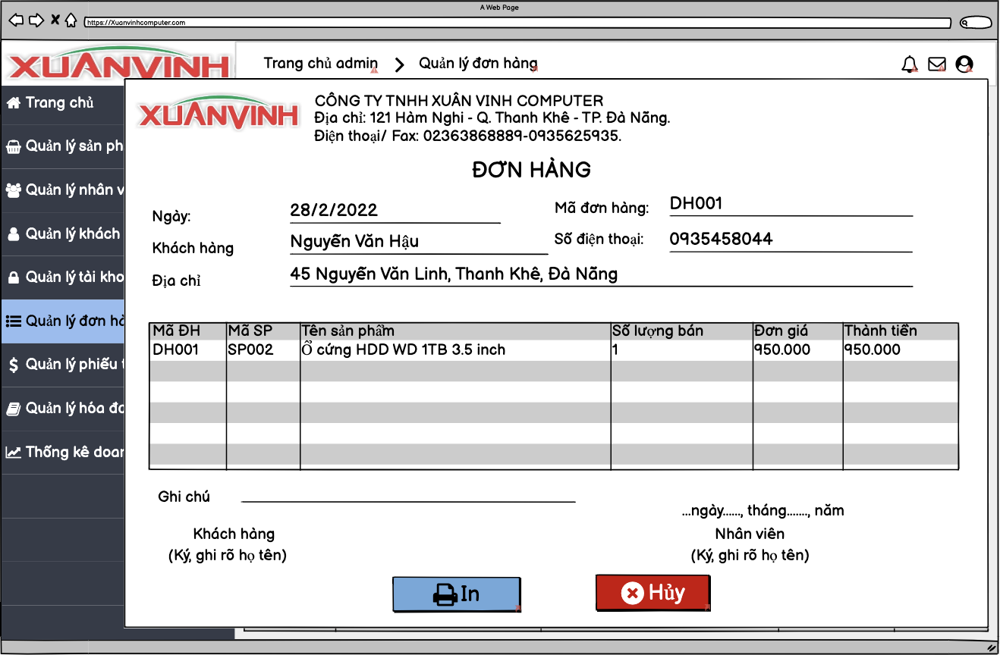 A Web Page
https://Xuanvinhcomputer.com
XUÂNVINH
Trang chủ admin
Quản lý đơn hàng
Trang chủ
Quản lý sản ph
Quản lý nhân v
Quản lý khách
Quản lý tài kho
Quản lý đơn hà
Quản lý phiếu t
Quản lý hóa đơ
Thống kê doan
XUÂNVINH
CÔNG TY TNHH XUÂN VINH COMPUTER
Địa chỉ: 121 Hàm Nghi - Q. Thanh Khê - TP. Đà Nẵng.
Điện thoại/ Fax: 02363868889-0935625935.
ĐƠN HÀNG
Ngày: 28/2/2022 Mã đơn hàng: DH001
Khách hàng Nguyễn Văn Hậu Số điện thoại: 0935458044
Địa chỉ 45 Nguyễn Văn Linh, Thanh Khê, Đà Nẵng
Mã ĐH Mã SP Tên sản phẩm Số lượng bán Đơn giá Thành tiền
DH001 SP002 Ổ cứng HDD WD 1TB 3.5 inch 1 950.000 950.000
Ghi chú
...ngày......, tháng......., năm
Khách hàng Nhân viên
(Ký, ghi rõ họ tên) (Ký, ghi rõ họ tên)
In
Hủy